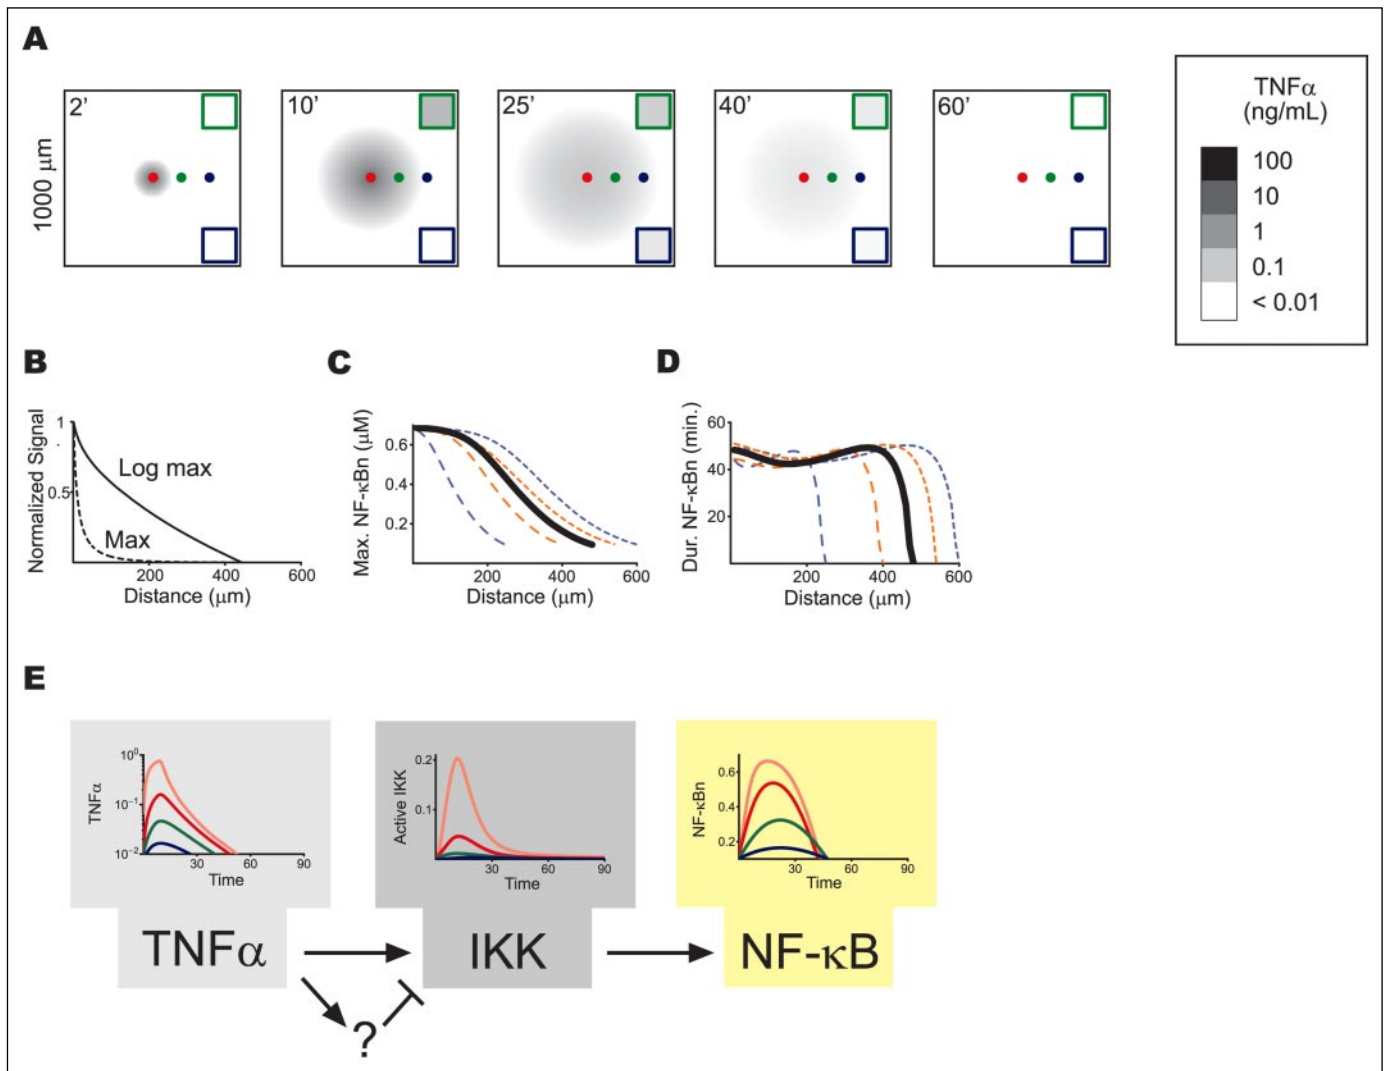 A
1000 μm
2’
10’
25’
40’
60’
TNFα
(ng/mL)
100
10
1
0.1
< 0.01
B
Normalized Signal
1
0.5
Log max
Max
200
400
600
Distance (μm)
C
Max. NF-κBn (μM)
0.6
0.4
0.2
200
400
600
Distance (μm)
D
Dur. NF-κBn (min.)
60
40
20
200
400
600
Distance (μm)
E
TNFα
10⁰
10⁻¹
10⁻²
30
60
90
Time
Active IKK
0.2
0.1
30
60
90
Time
NF-κBn
0.6
0.4
0.2
30
60
90
Time
TNFα
IKK
NF-κB
?